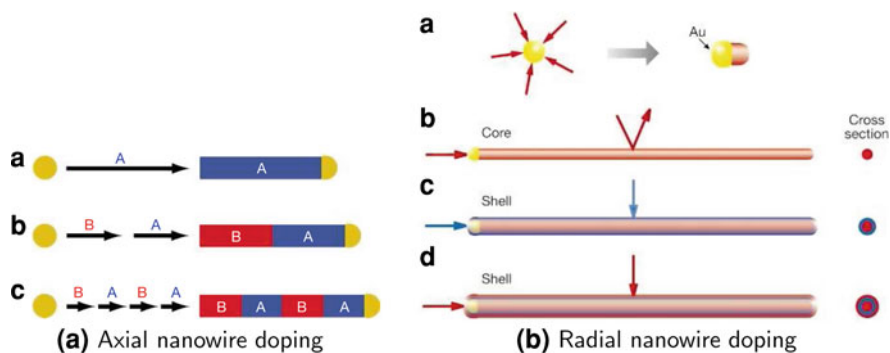 a
A
A
b
B A
B A
c
B A B A
B A B A
(a) Axial nanowire doping
a
Au
b
Core
Cross
section
c
Shell
d
Shell
(b) Radial nanowire doping